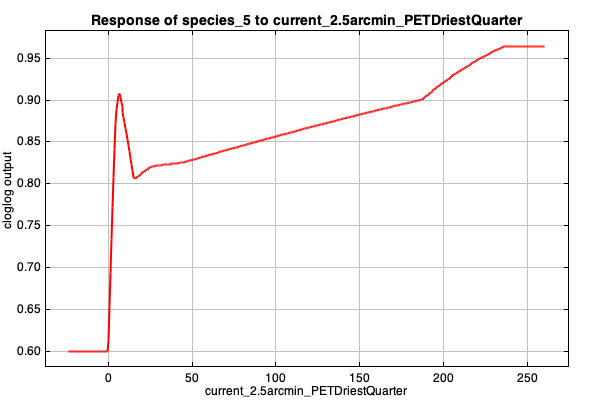 Response of species_5 to current_2.5arcmin_PETDriestQuarter
cloglog output
0.95
0.90
0.85
0.80
0.75
0.70
0.65
0.60
0 50 100 150 200 250
current_2.5arcmin_PETDriestQuarter